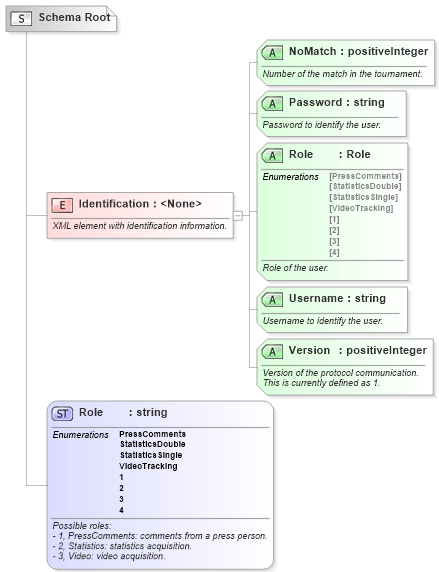 S Schema Root
A NoMatch : positiveInteger
Number of the match in the tournament.
A Password : string
Password to identify the user.
A Role : Role
Enumerations [PressComments]
[StatisticsDouble]
[StatisticsSingle]
[VideoTracking]
[1]
[2]
[3]
[4]
Role of the user.
E Identification : <None>
XML element with identification information.
A Username : string
Username to identify the user.
A Version : positiveInteger
Version of the protocol communication.
This is currently defined as 1.
ST Role : string
Enumerations PressComments
StatisticsDouble
StatisticsSingle
VideoTracking
1
2
3
4
Possible roles:
- 1, PressComments: comments from a press person.
- 2, Statistics: statistics acquisition.
- 3, Video: video acquisition.